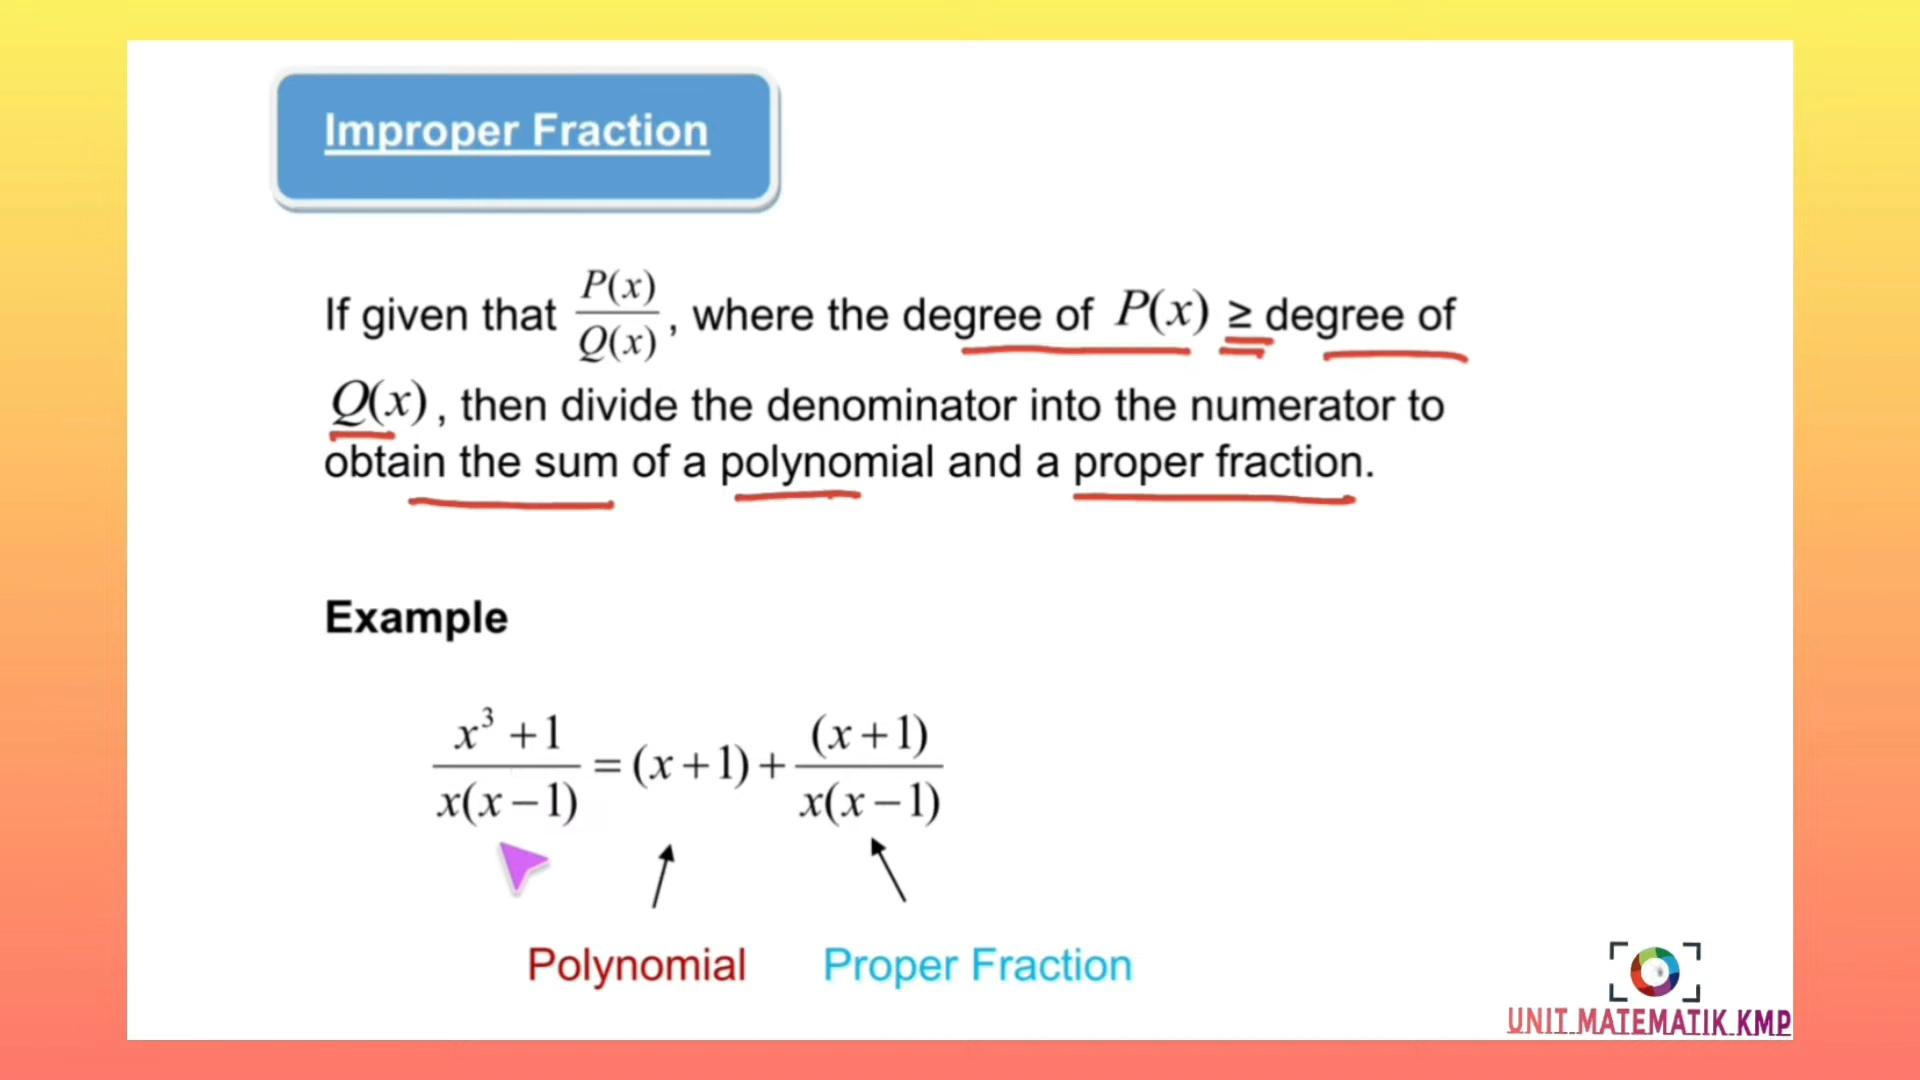 Improper Fraction
If given that P(x)/Q(x), where the degree of P(x) ≥ degree of
Q(x), then divide the denominator into the numerator to
obtain the sum of a polynomial and a proper fraction.
Example
x³+1/x(x−1) = (x+1) + (x+1)/x(x−1)
Polynomial Proper Fraction
UNIT MATEMATIK KMP